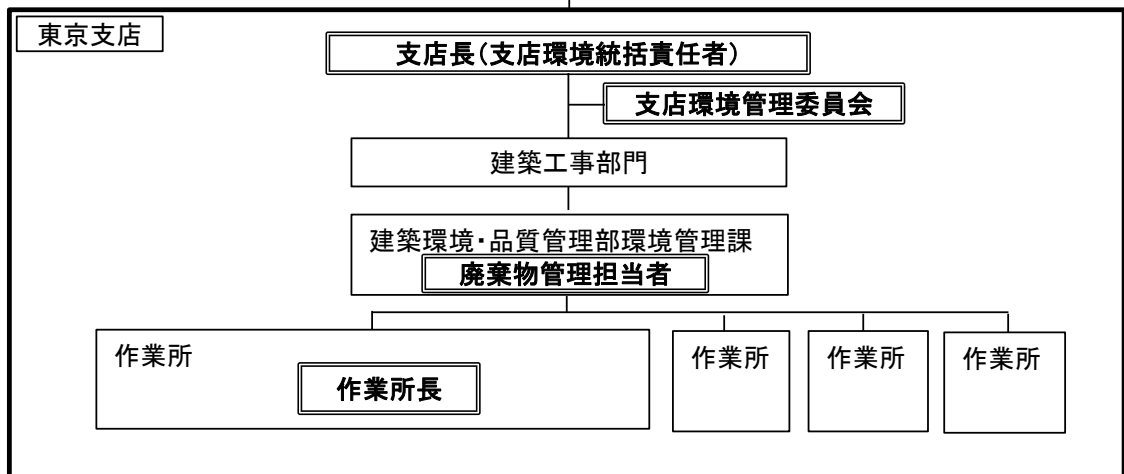 東京支店
支店長(支店環境統括責任者)
支店環境管理委員会
建築工事部門
建築環境・品質管理部環境管理課
廃棄物管理担当者
作業所
作業所長
作業所
作業所
作業所